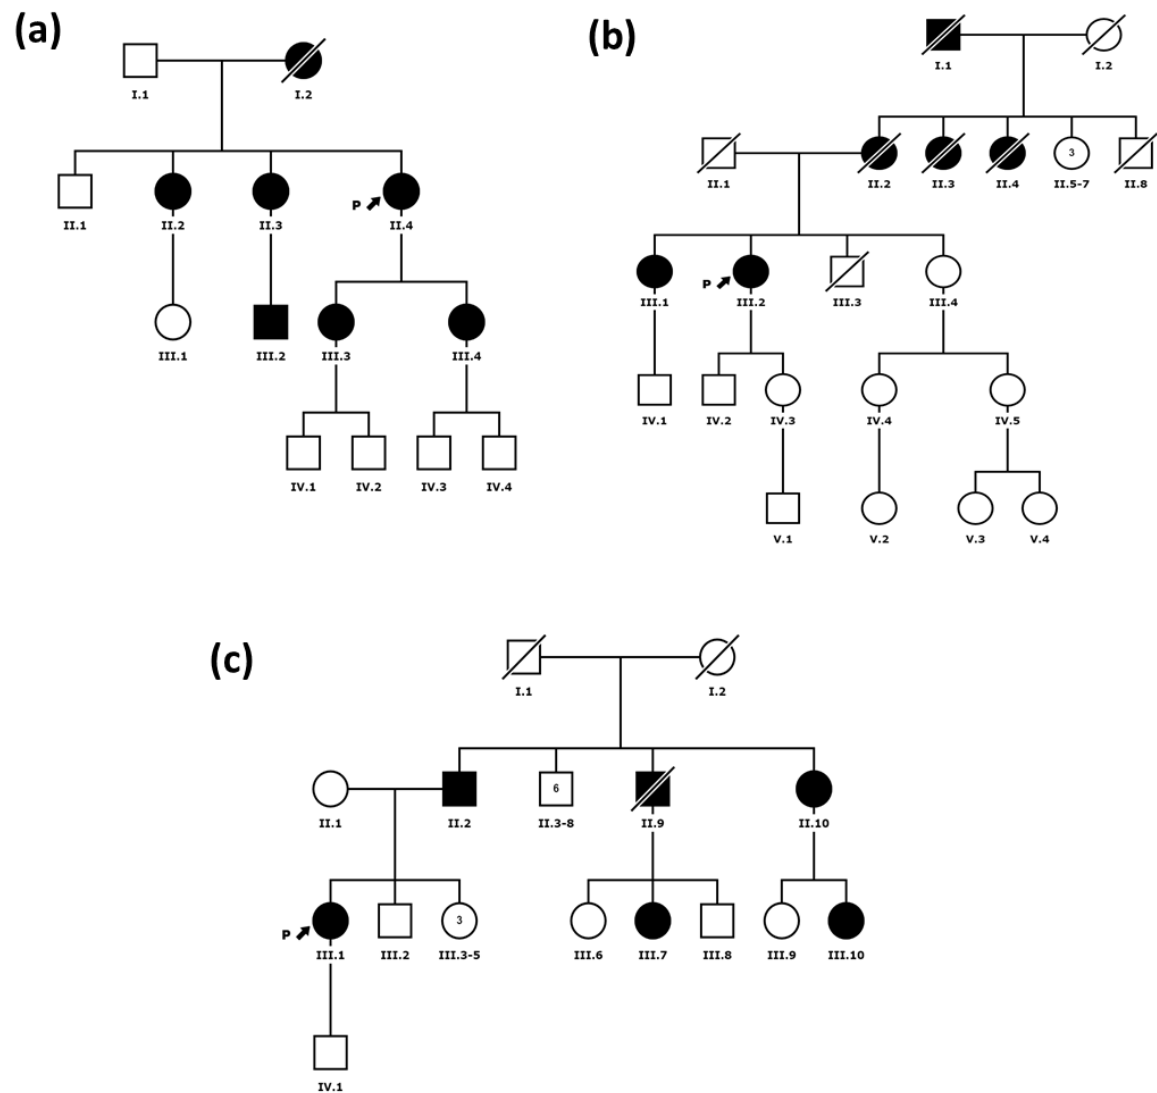 (a)
I.1 I.2
P
II.1 II.2 II.3 II.4
III.1 III.2 III.3 III.4
IV.1 IV.2 IV.3 IV.4
(b)
I.1 I.2
3
II.1 II.2 II.3 II.4 II.5-7 II.8
P
III.1 III.2 III.3 III.4
IV.1 IV.2 IV.3 IV.4 IV.5
V.1 V.2 V.3 V.4
(c)
I.1 I.2
6
II.1 II.2 II.3-8 II.9 II.10
P 3
III.1 III.2 III.3-5 III.6 III.7 III.8 III.9 III.10
IV.1